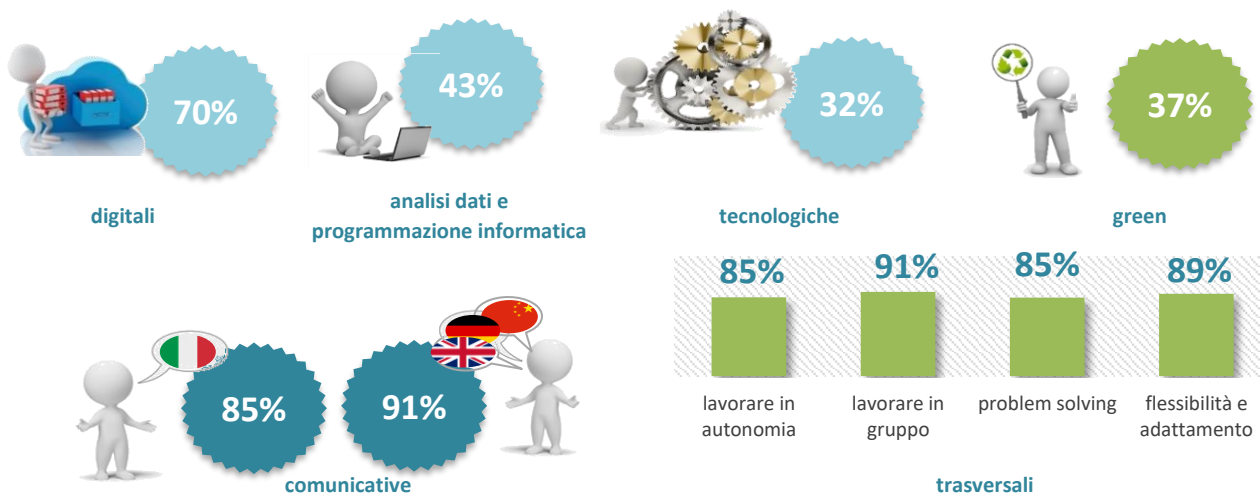 70%
43%
32%
37%
digitali
analisi dati e
programmazione informatica
tecnologiche
green
85%
91%
85%
91%
85%
89%
lavorare in
autonomia
lavorare in
gruppo
problem solving
flessibilità e
adattamento
comunicative
trasversali